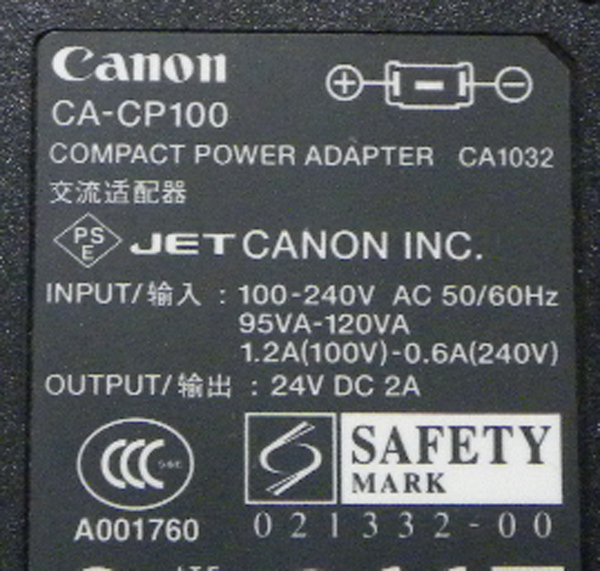 Canon
CA-CP100
COMPACT POWER ADAPTER CA1032
交流适配器
PSE JET CANON INC.
INPUT/输入 : 100-240V AC 50/60Hz
95VA-120VA
1.2A(100V)-0.6A(240V)
OUTPUT/输出 : 24V DC 2A
CCC
SAFETY
MARK
A001760
021332-00